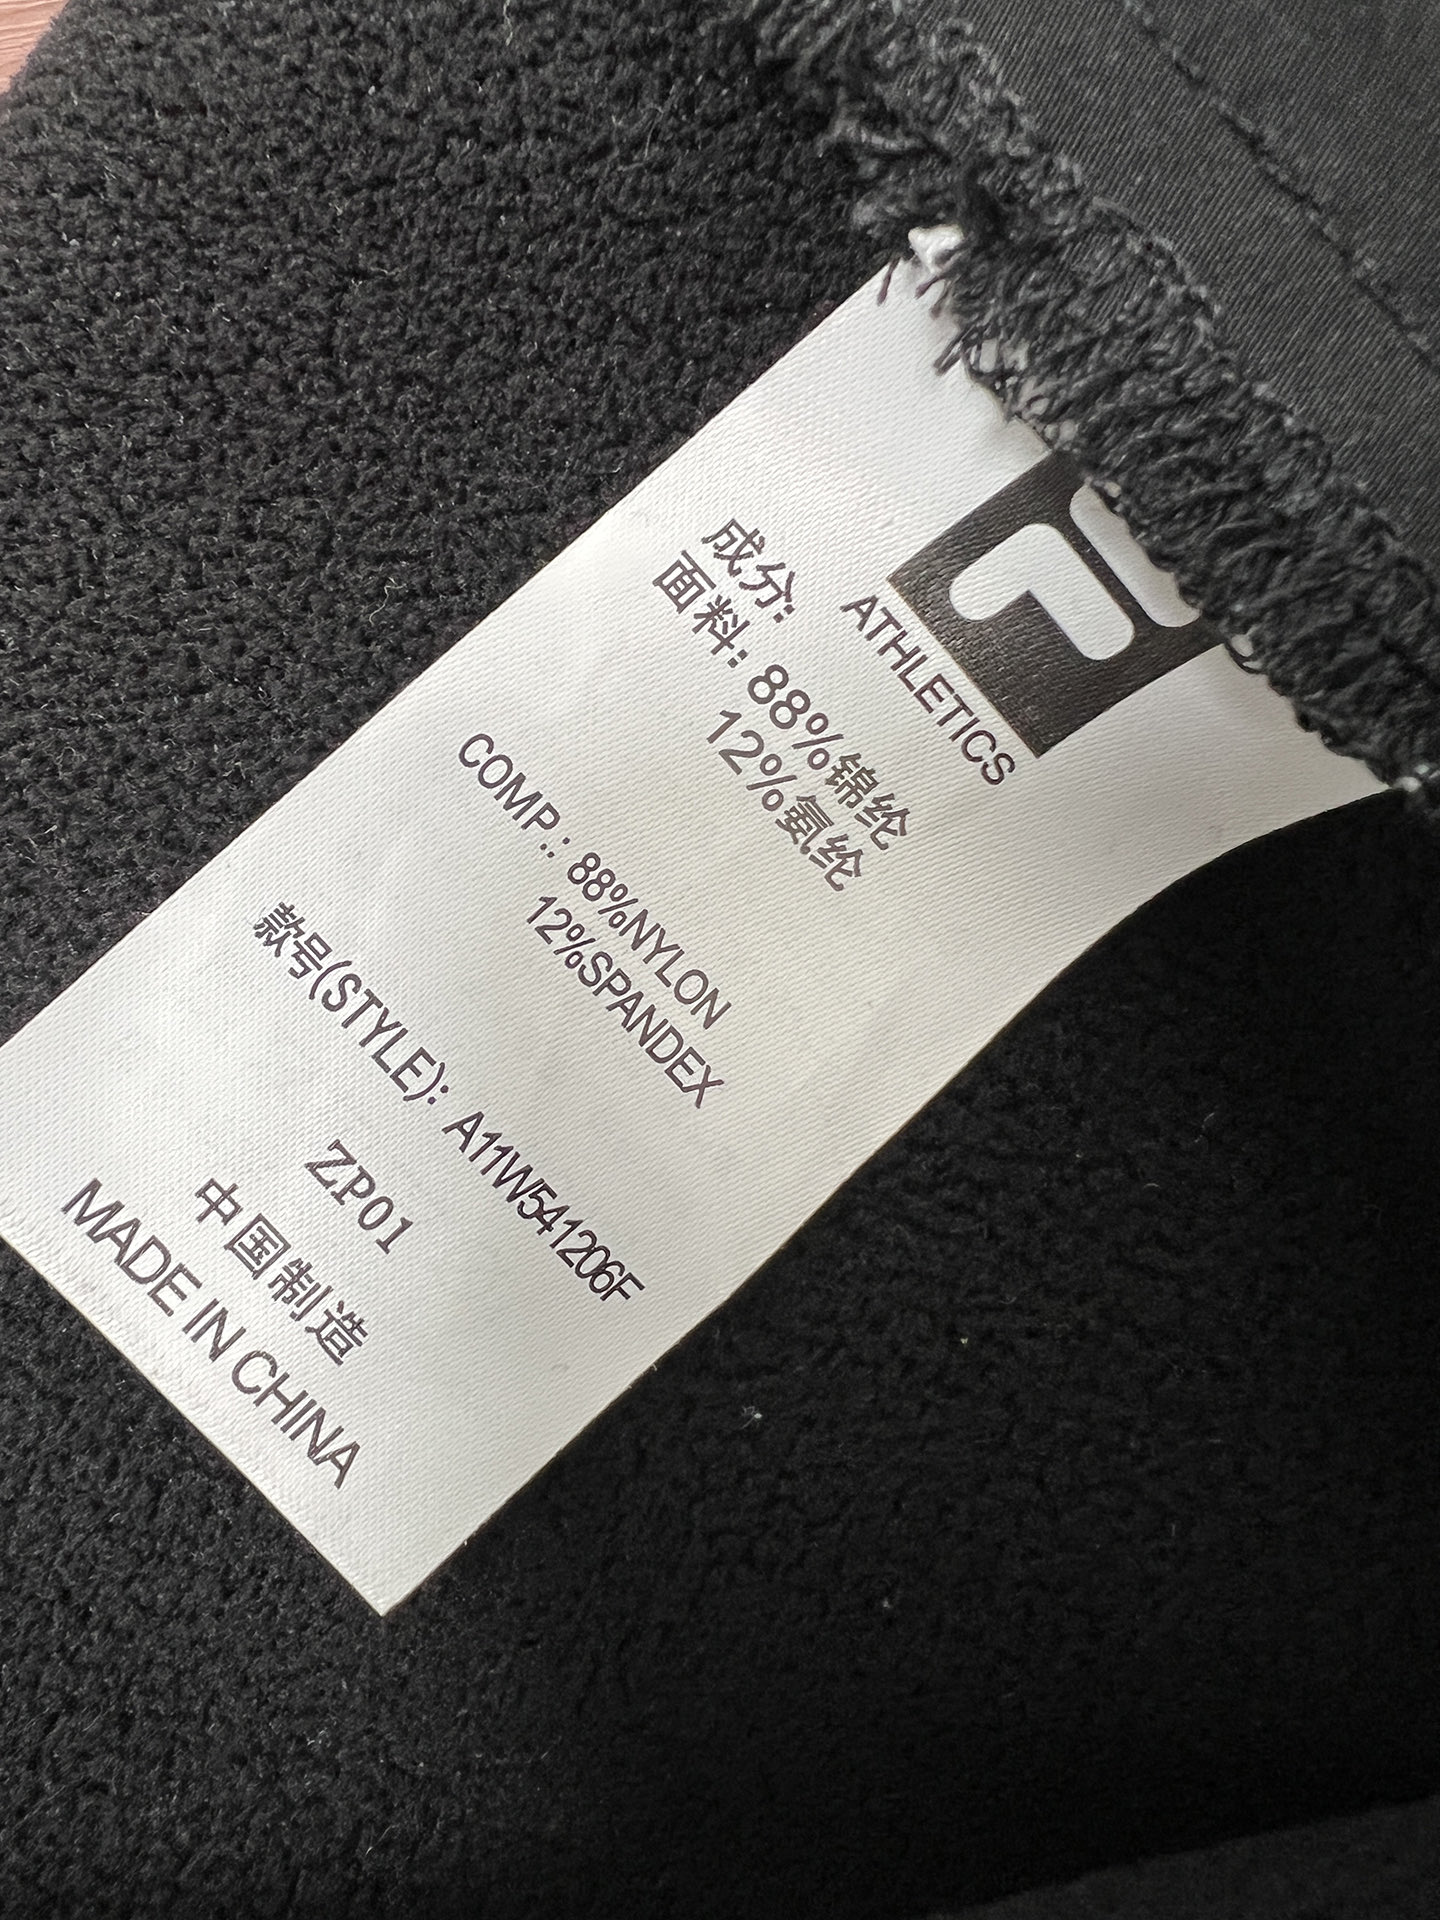 ATHLETICS
成分:
面料: 88%锦纶
12%氨纶
COMP.: 88%NYLON
12%SPANDEX
款号(STYLE): A11W541206F
ZP01
中国制造
MADE IN CHINA